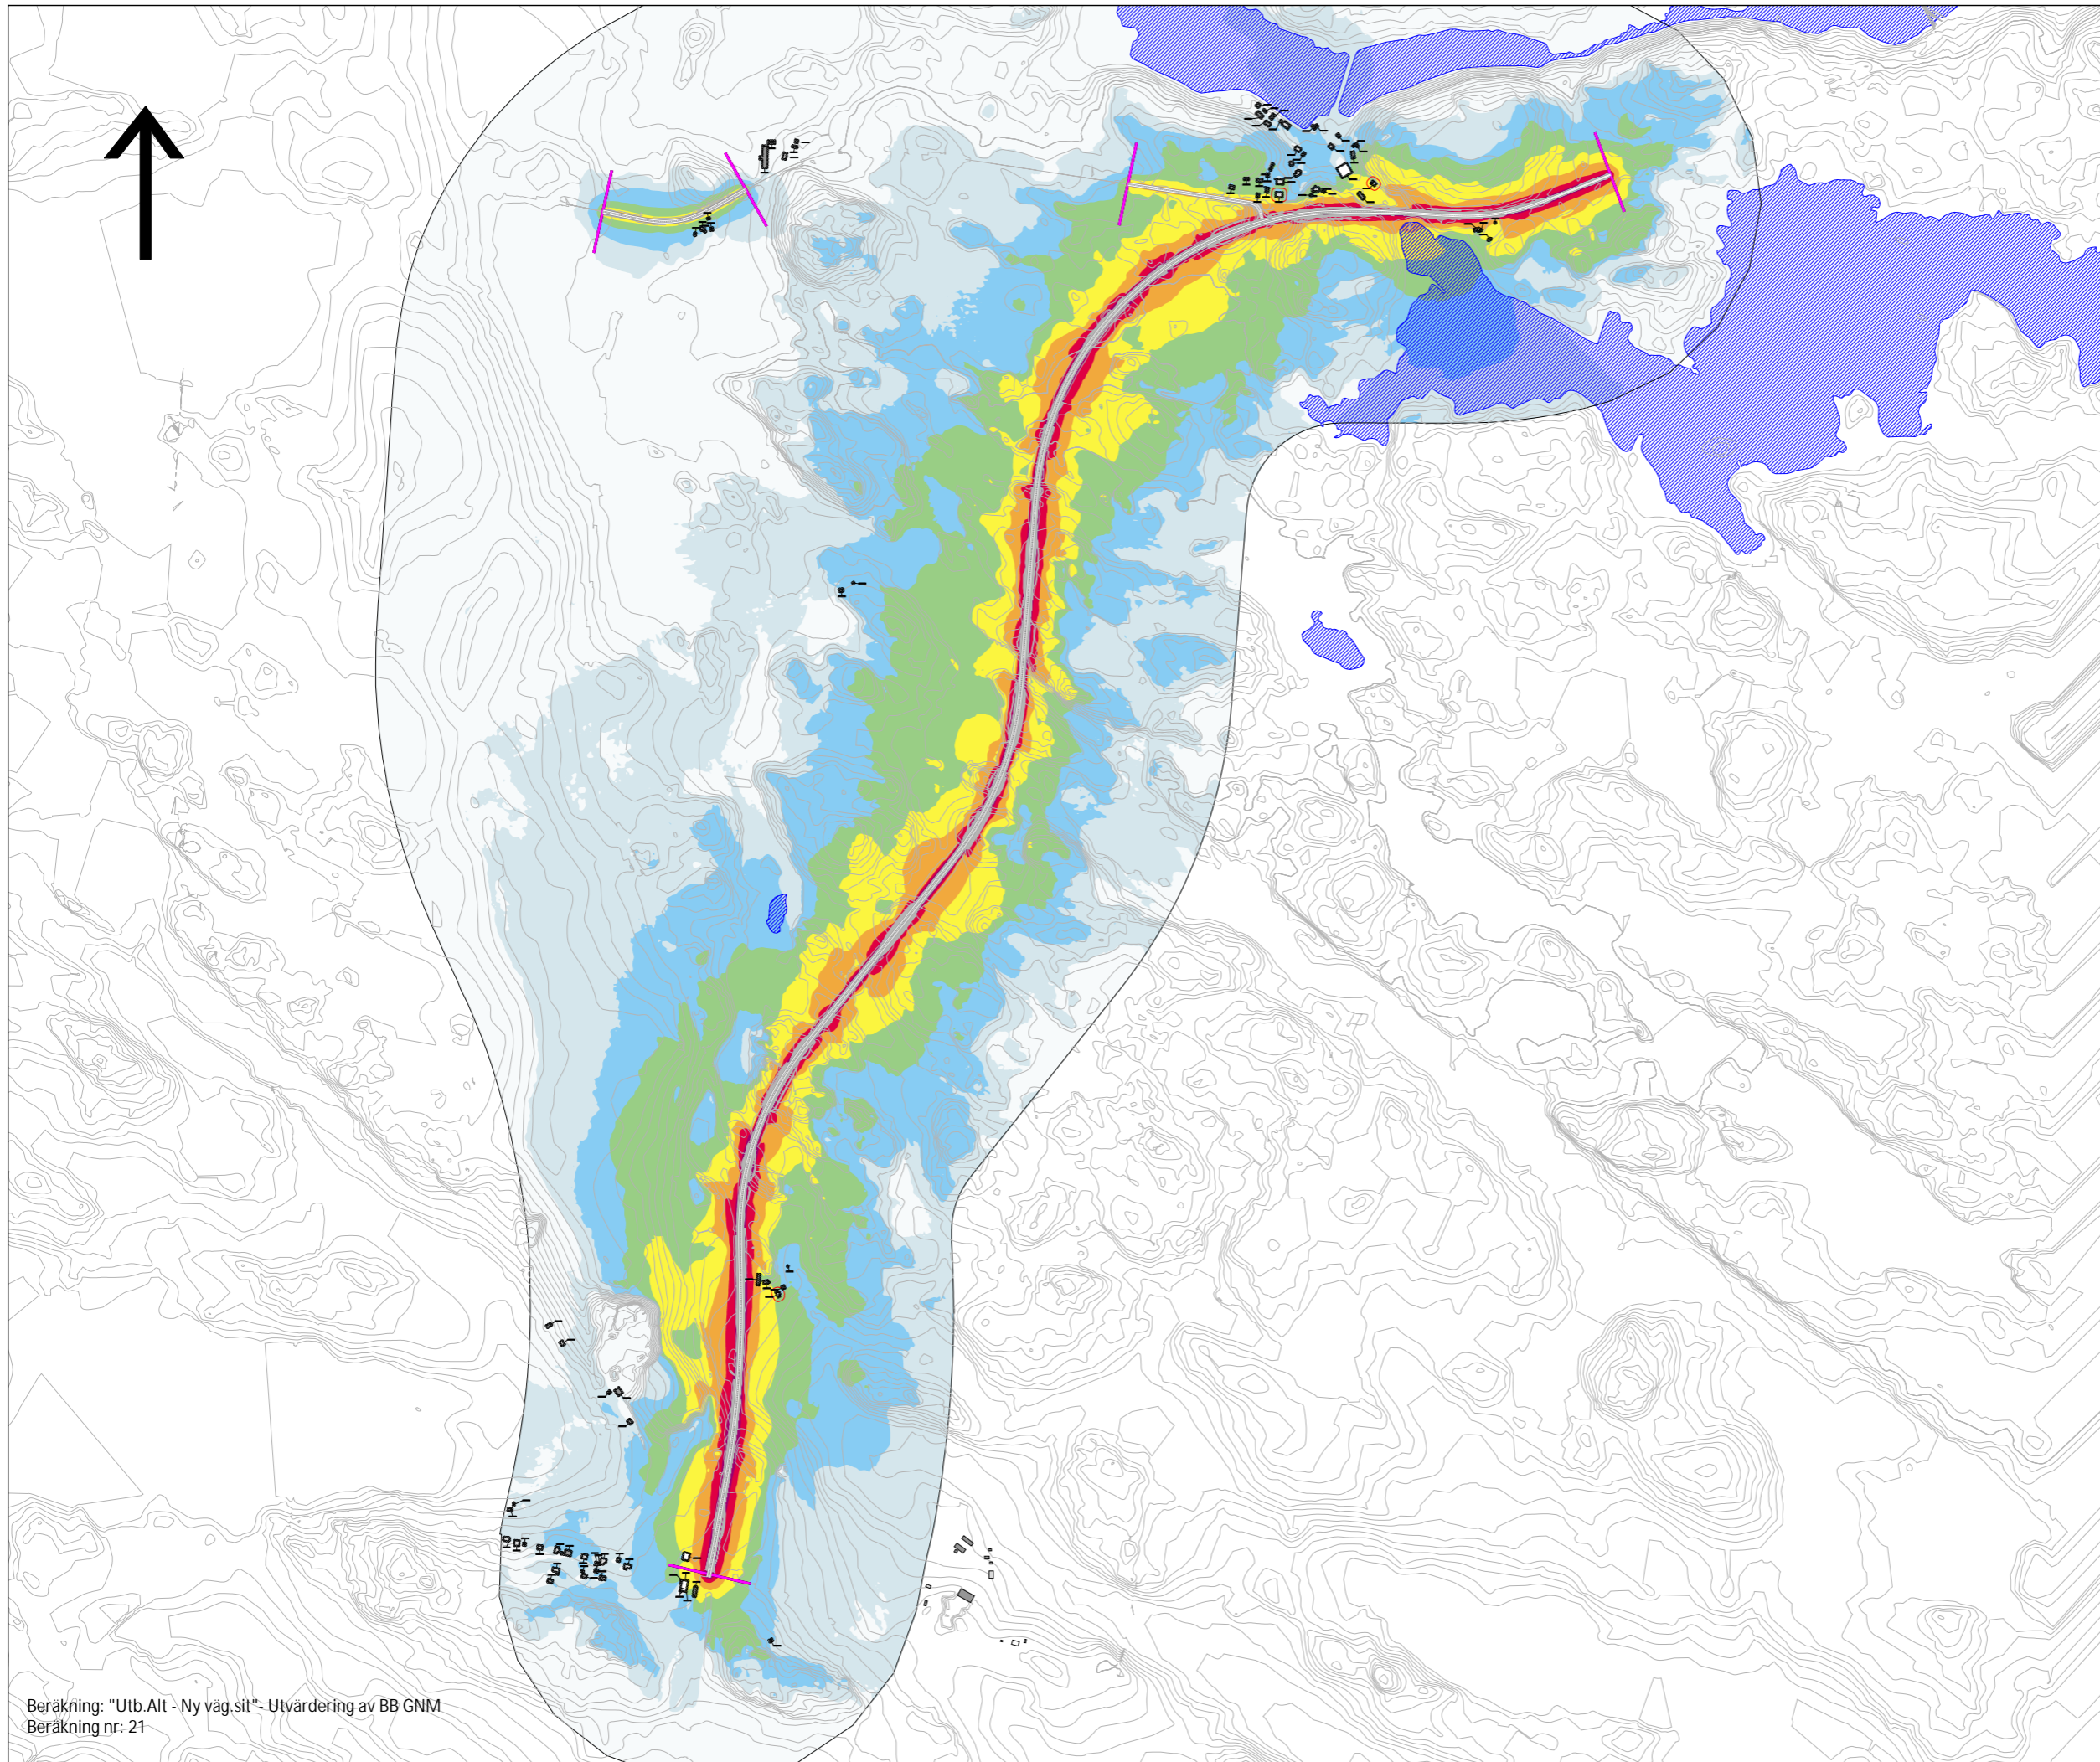 Beräkning: "Utb.Alt - Ny väg.sit"- Utvärdering av BB GNM
Beräkning nr: 21